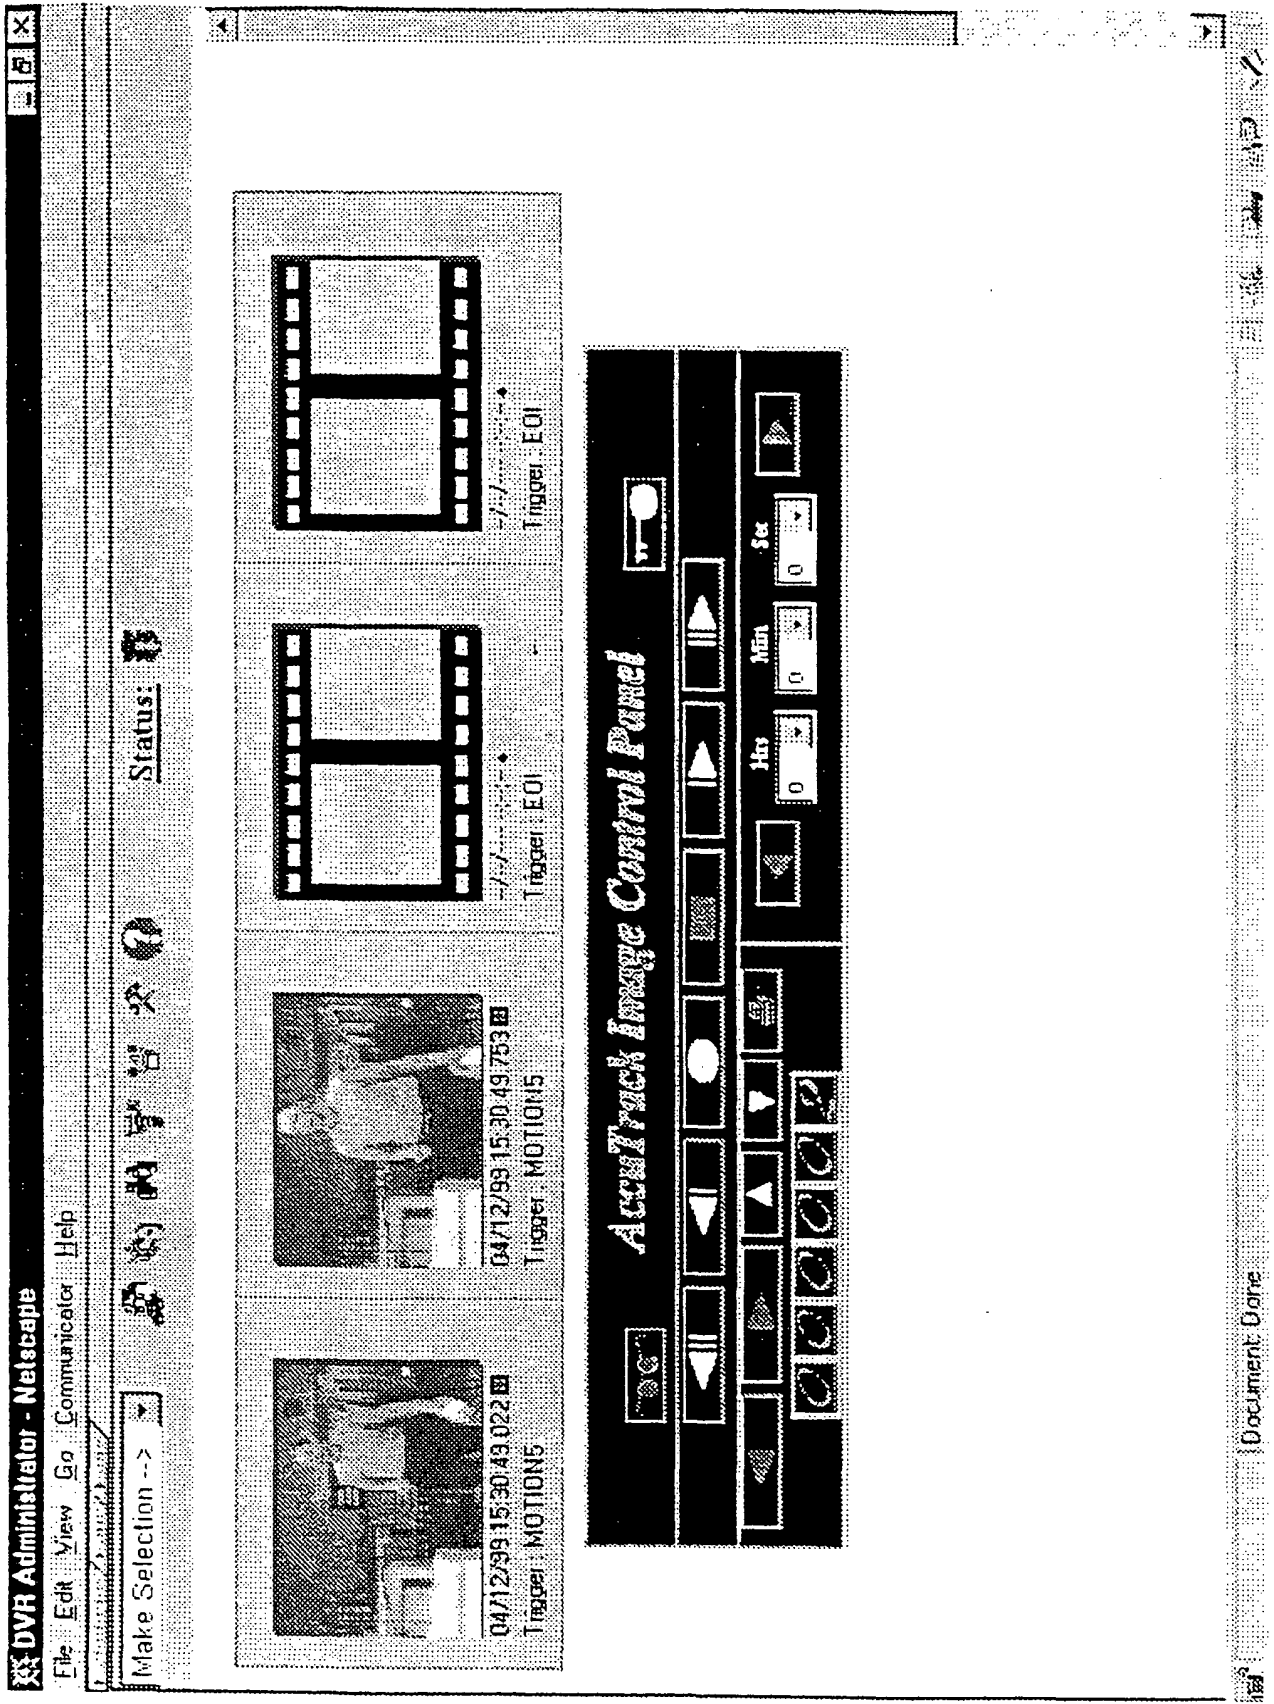 DVR Administrator - Netscape
File Edit View Go Communicator Help
Make Selection -->
Status:
04/12/99 15:30:49.022
04/12/99 15:30:49.753
Trigger : MOTION5
Trigger : MOTION5
Trigger : EOI
Trigger : EOI
AccuTrack Image Control Panel
Hrs Min Sec
0 0 0
Document: Done